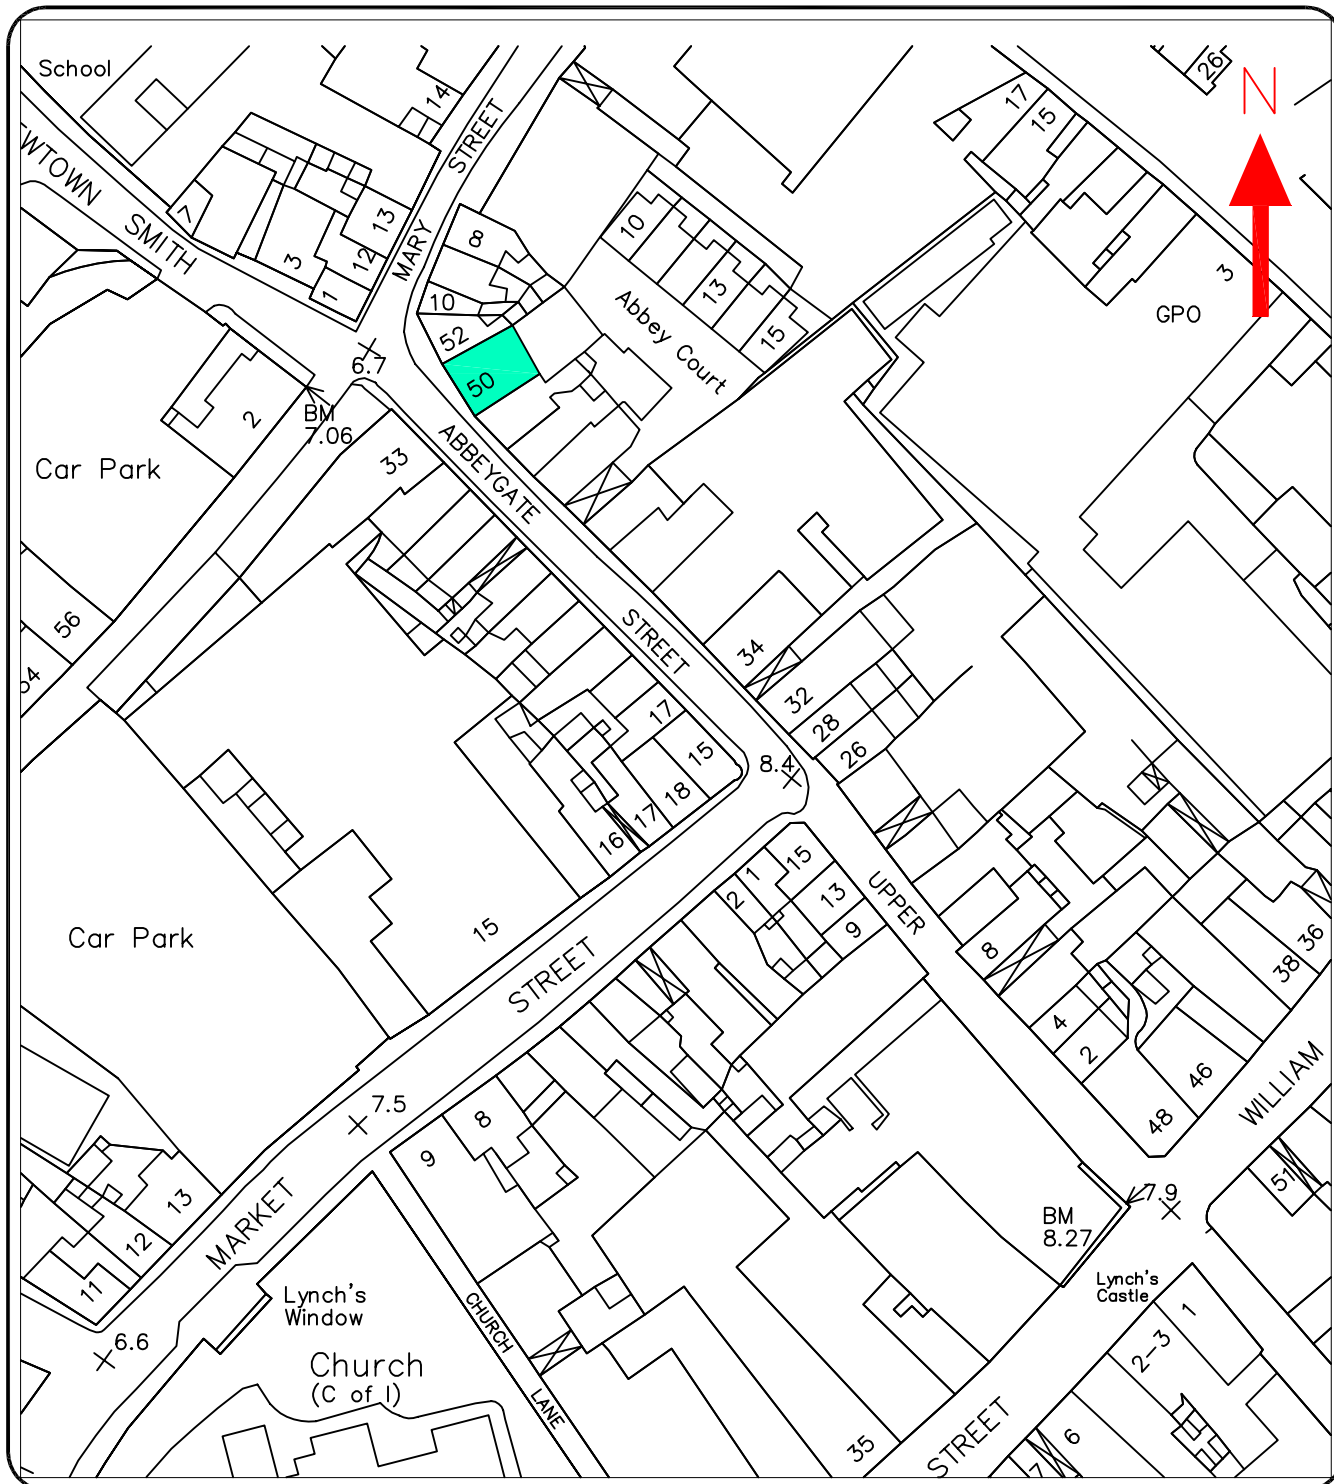 School
14
STREET
26
17
15
N
EWTOWN
SMITH
7
3
1
12
13
MARY
8
10
52
50
10
13
15
Abbey Court
3
GPO
6.7
BM
7.06
2
33
Car Park
ABBEYGATE
STREET
56
54
34
32
28
26
17
15
8.4
18
17
16
15
Car Park
STREET
15
1
2
13
9
UPPER
8
4
2
36
38
46
48
WILLIAM
7.5
9
8
13
12
11
MARKET
51
7.9
BM
8.27
Lynch's
Castle
1
2-3
6
7
Lynch's
Window
6.6
Church
(C of I)
CHURCH
LANE
35
STREET